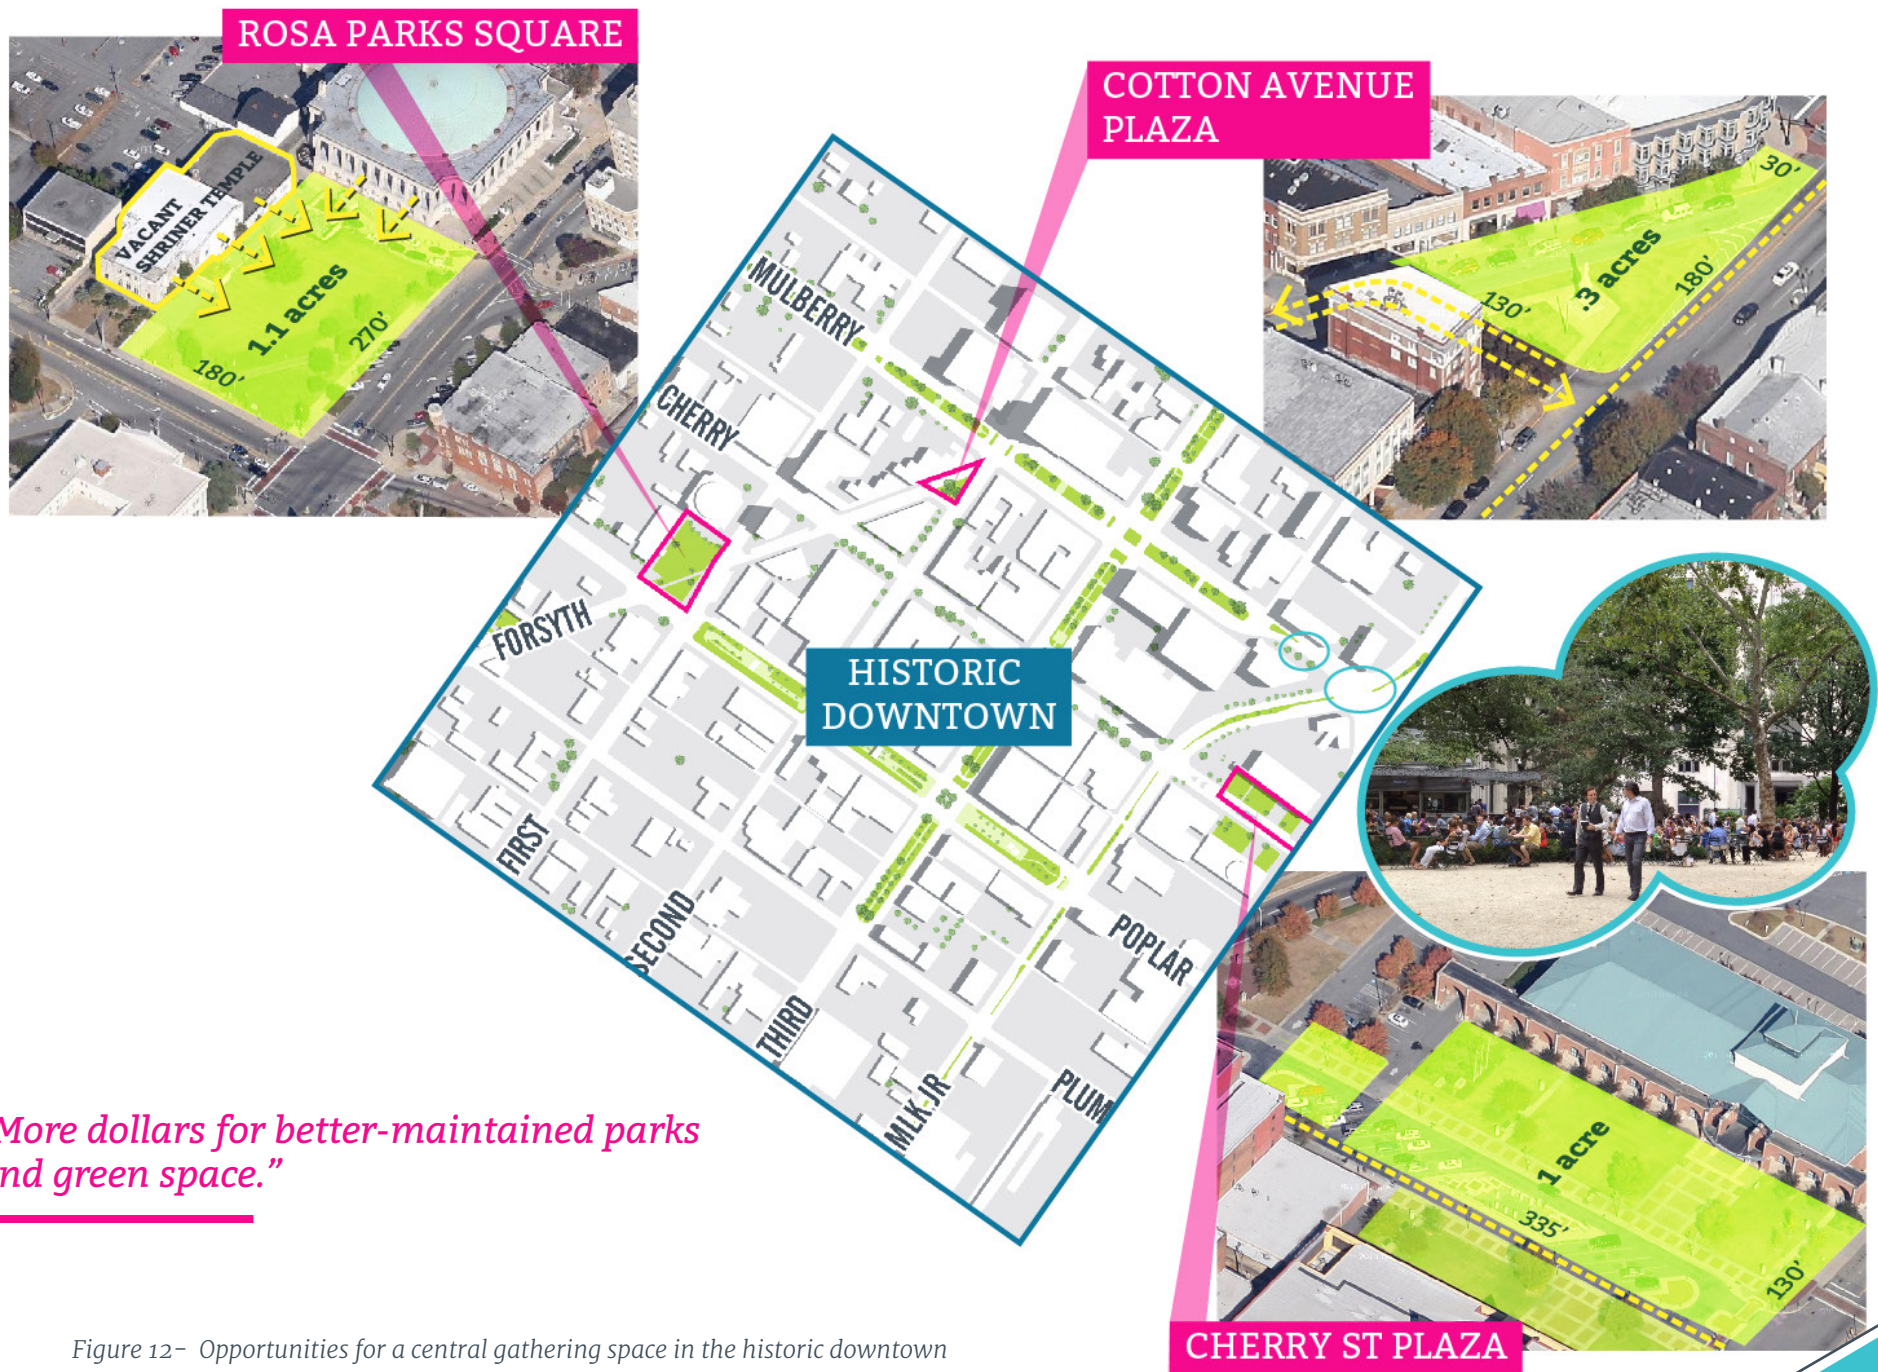 ROSA PARKS SQUARE
COTTON AVENUE
PLAZA
VACANT
SHRINER TEMPLE
1.1 acres
180'
270'
30'
.3 acres
130'
180'
MULBERRY
CHERRY
FORSYTH
HISTORIC
DOWNTOWN
FIRST
SECOND
THIRD
MLK JR
POPLAR
PLUM
More dollars for better-maintained parks
nd green space.”
1 acre
335'
130'
CHERRY ST PLAZA
Figure 12- Opportunities for a central gathering space in the historic downtown